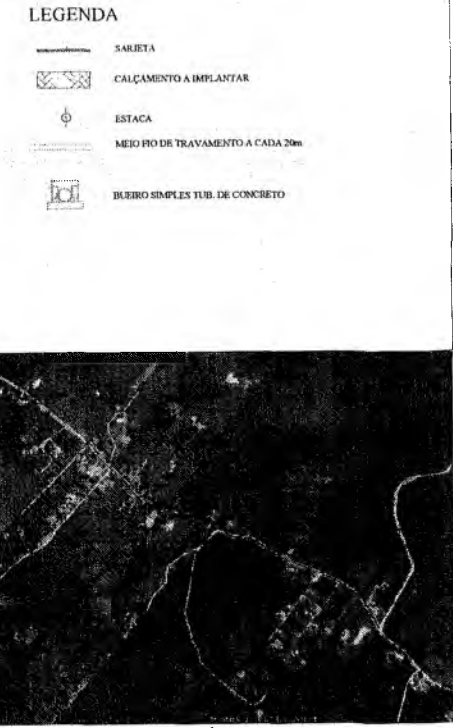 LEGENDA
SARJETA
CALÇAMENTO A IMPLANTAR
ESTACA
MEIO FIO DE TRAVAMENTO A CADA 20m
BUEIRO SIMPLES TUB. DE CONCRETO